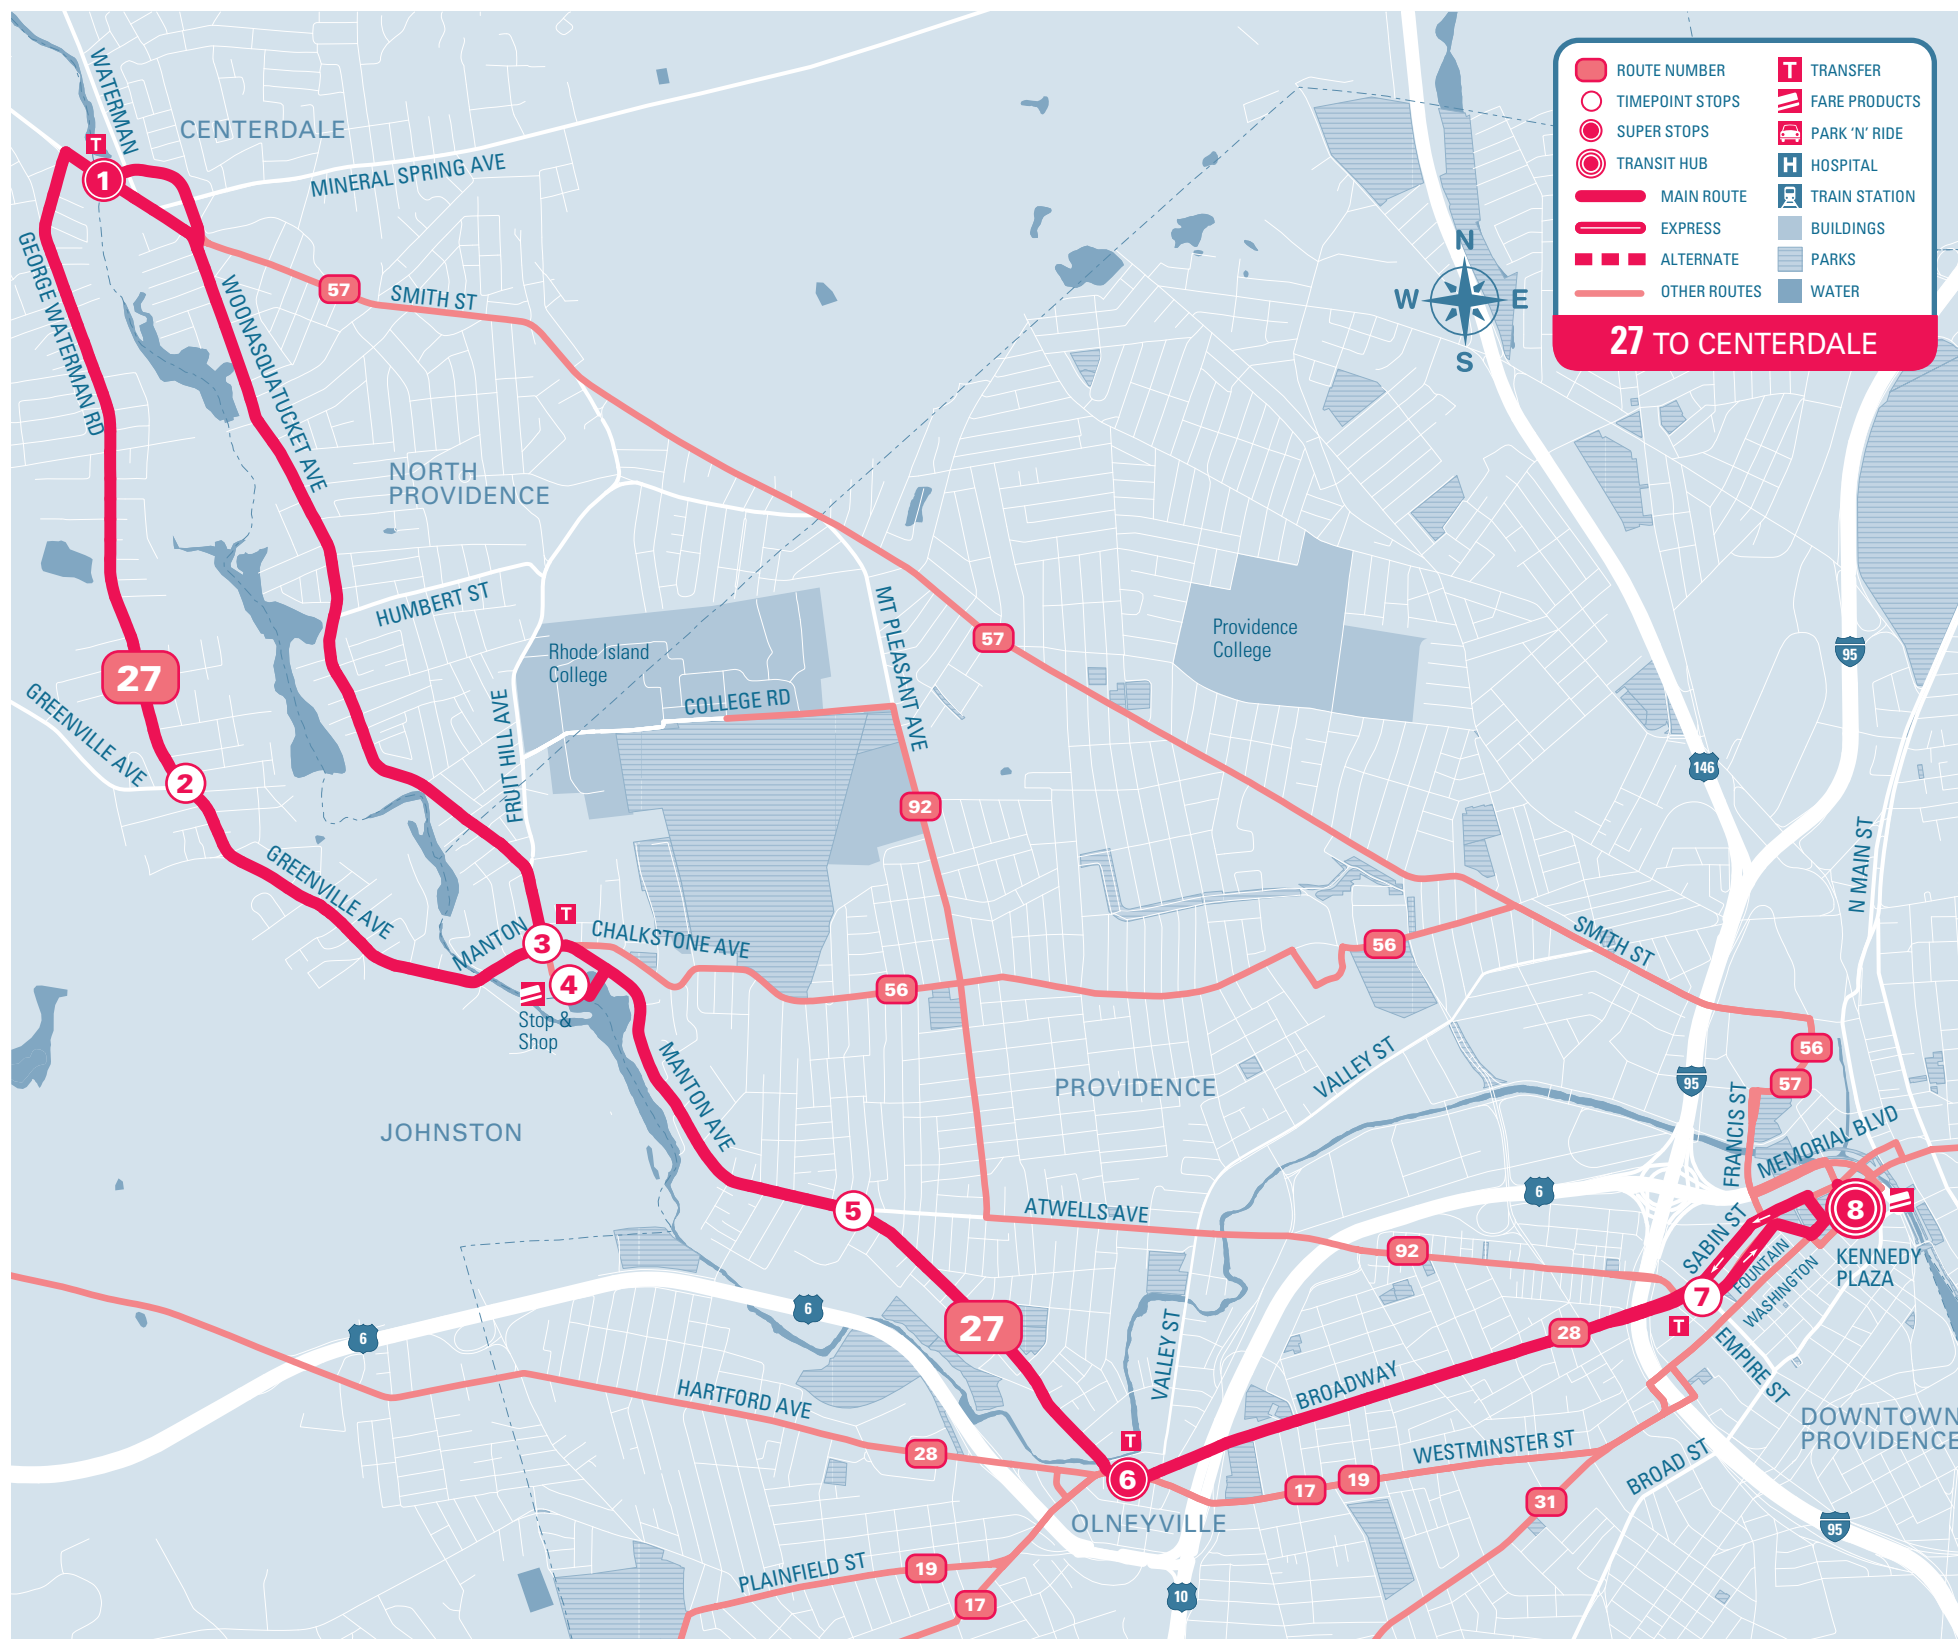 ROUTE NUMBER
TIMEPOINT STOPS
SUPER STOPS
TRANSIT HUB
MAIN ROUTE
EXPRESS
ALTERNATE
OTHER ROUTES
T TRANSFER
FARE PRODUCTS
PARK 'N' RIDE
H HOSPITAL
TRAIN STATION
BUILDINGS
PARKS
WATER
27 TO CENTERDALE
N
W
E
S
WATERMAN
CENTERDALE
T
1
MINERAL SPRING AVE
GEORGE WATERMAN RD
WOONASQUATUCKET AVE
57
SMITH ST
NORTH
PROVIDENCE
HUMBERT ST
Rhode Island
College
MT PLEASANT AVE
57
Providence
College
95
27
GREENVILLE AVE
COLLEGE RD
FRUIT HILL AVE
2
146
92
N MAIN ST
GREENVILLE AVE
MANTON
T
3
CHALKSTONE AVE
4
Stop &
Shop
56
56
SMITH ST
MANTON AVE
PROVIDENCE
VALLEY ST
56
57
95
FRANCIS ST
MEMORIAL BLVD
JOHNSTON
5
ATWELLS AVE
6
92
SABIN ST
FOUNTAIN
WASHINGTON
8
KENNEDY
PLAZA
7
T
EMPIRE ST
6
6
27
28
VALLEY ST
BROADWAY
HARTFORD AVE
28
T
6
OLNEYVILLE
WESTMINSTER ST
17
19
31
BROAD ST
DOWNTOWN
PROVIDENCE
95
PLAINFIELD ST
19
17
10